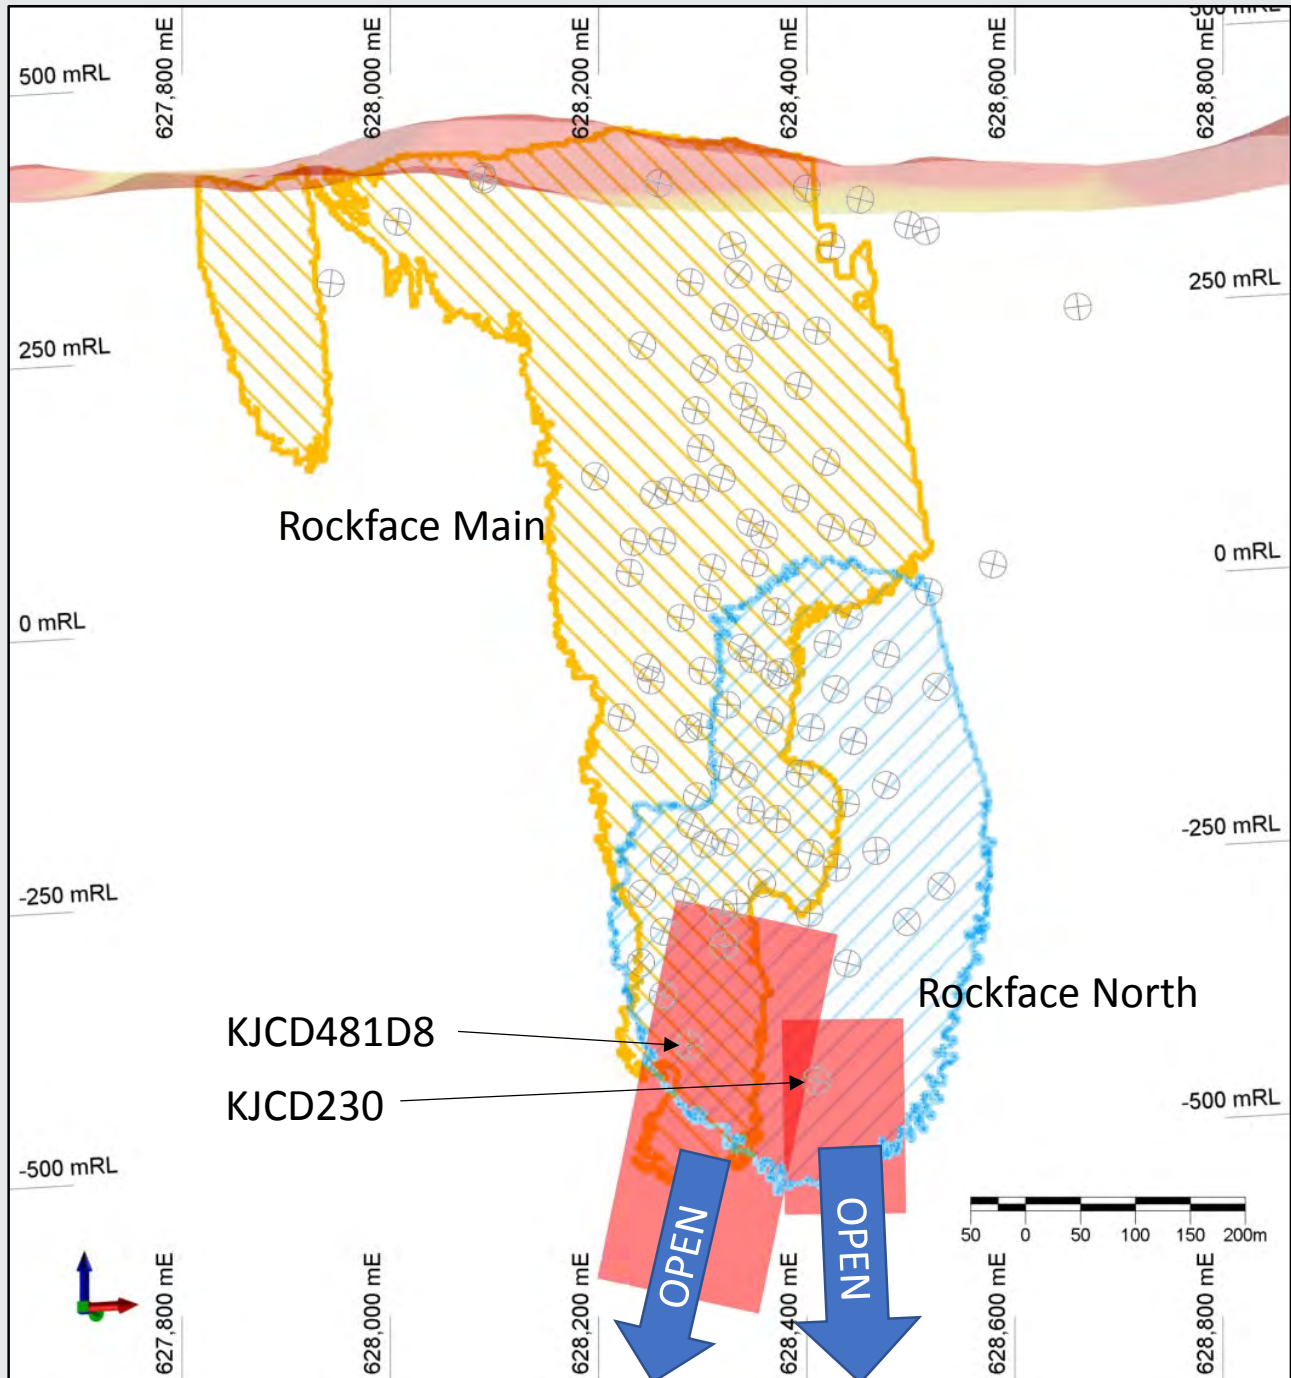 500 mRL
627,800 mE
628,000 mE
628,200 mE
628,400 mE
628,600 mE
628,800 mE
500 mRL
250 mRL
250 mRL
Rockface Main
0 mRL
0 mRL
-250 mRL
-250 mRL
Rockface North
KJCD481D8
KJCD230
-500 mRL
-500 mRL
OPEN
OPEN
50 0 50 100 150 200m
627,800 mE
628,000 mE
628,200 mE
628,400 mE
628,600 mE
628,800 mE